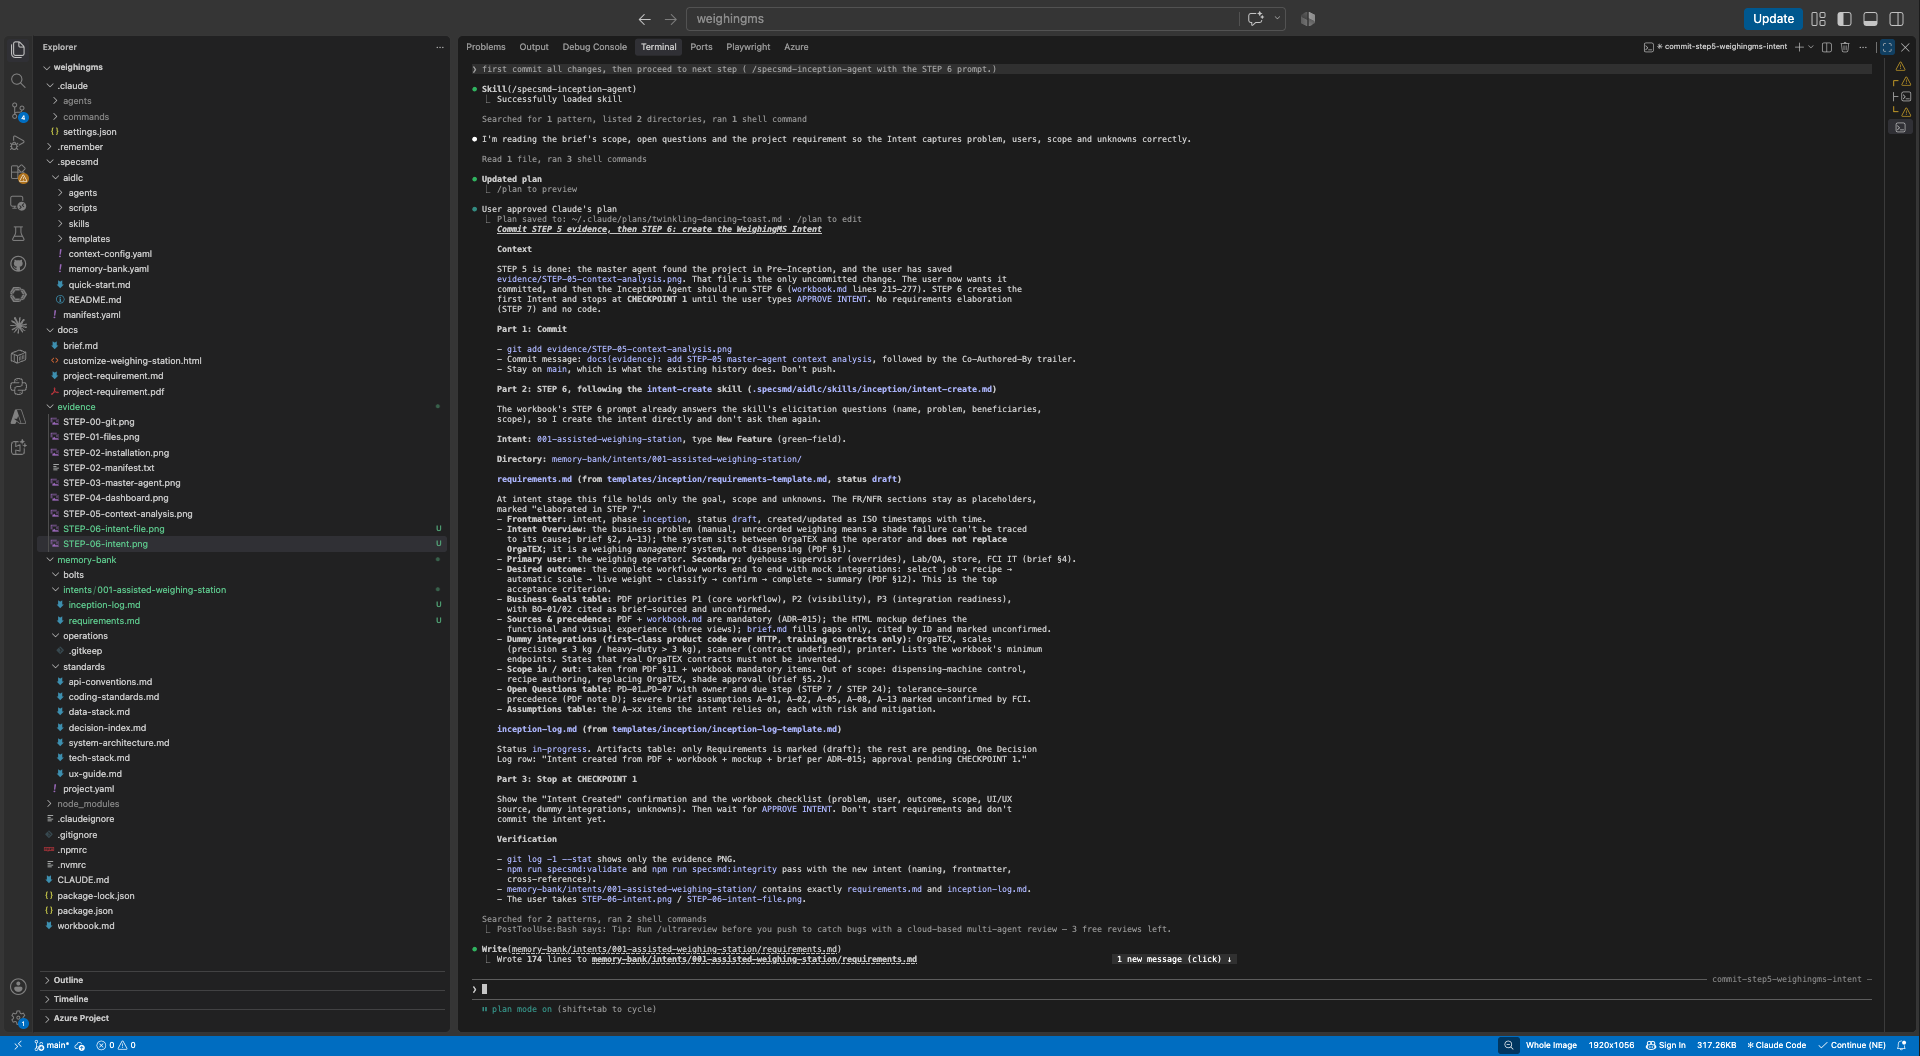 weighingms
Update
Explorer
weighingms
.claude
agents
commands
settings.json
.remember
.specsmd
aidlc
agents
scripts
skills
templates
context-config.yaml
memory-bank.yaml
quick-start.md
README.md
manifest.yaml
docs
brief.md
customize-weighing-station.html
project-requirement.md
project-requirement.pdf
evidence
STEP-00-git.png
STEP-01-files.png
STEP-02-installation.png
STEP-02-manifest.txt
STEP-03-master-agent.png
STEP-04-dashboard.png
STEP-05-context-analysis.png
STEP-06-intent-file.png U
STEP-06-intent.png U
memory-bank
bolts
intents/001-assisted-weighing-station
inception-log.md U
requirements.md U
operations
.gitkeep
standards
api-conventions.md
coding-standards.md
data-stack.md
decision-index.md
system-architecture.md
tech-stack.md
ux-guide.md
project.yaml
node_modules
.claudeignore
.gitignore
.npmrc
.nvmrc
CLAUDE.md
package-lock.json
package.json
workbook.md
Outline
Timeline
Azure Project
Problems Output Debug Console Terminal Ports Playwright Azure
commit-step5-weighingms-intent
❯ first commit all changes, then proceed to next step ( /specsmd-inception-agent with the STEP 6 prompt.)
● Skill(/specsmd-inception-agent)
Successfully loaded skill
Searched for 1 pattern, listed 2 directories, ran 1 shell command
● I'm reading the brief's scope, open questions and the project requirement so the Intent captures problem, users, scope and unknowns correctly.
Read 1 file, ran 3 shell commands
● Updated plan
/plan to preview
● User approved Claude's plan
Plan saved to: ~/.claude/plans/twinkling-dancing-toast.md · /plan to edit
Commit STEP 5 evidence, then STEP 6: create the WeighingMS Intent
Context
STEP 5 is done: the master agent found the project in Pre-Inception, and the user has saved
evidence/STEP-05-context-analysis.png. That file is the only uncommitted change. The user now wants it
committed, and then the Inception Agent should run STEP 6 (workbook.md lines 215–277). STEP 6 creates the
first Intent and stops at CHECKPOINT 1 until the user types APPROVE INTENT. No requirements elaboration
(STEP 7) and no code.
Part 1: Commit
- git add evidence/STEP-05-context-analysis.png
- Commit message: docs(evidence): add STEP-05 master-agent context analysis, followed by the Co-Authored-By trailer.
- Stay on main, which is what the existing history does. Don't push.
Part 2: STEP 6, following the intent-create skill (.specsmd/aidlc/skills/inception/intent-create.md)
The workbook's STEP 6 prompt already answers the skill's elicitation questions (name, problem, beneficiaries,
scope), so I create the intent directly and don't ask them again.
Intent: 001-assisted-weighing-station, type New Feature (green-field).
Directory: memory-bank/intents/001-assisted-weighing-station/
requirements.md (from templates/inception/requirements-template.md, status draft)
At intent stage this file holds only the goal, scope and unknowns. The FR/NFR sections stay as placeholders,
marked "elaborated in STEP 7".
- Frontmatter: intent, phase inception, status draft, created/updated as ISO timestamps with time.
- Intent Overview: the business problem (manual, unrecorded weighing means a shade failure can't be traced
to its cause; brief §2, A-13); the system sits between OrgaTEX and the operator and does not replace
OrgaTEX; it is a weighing management system, not dispensing (PDF §1).
- Primary user: the weighing operator. Secondary: dyehouse supervisor (overrides), Lab/QA, store, FCI IT (brief §4).
- Desired outcome: the complete workflow works end to end with mock integrations: select job → recipe →
automatic scale → live weight → classify → confirm → complete → summary (PDF §12). This is the top
acceptance criterion.
- Business Goals table: PDF priorities P1 (core workflow), P2 (visibility), P3 (integration readiness),
with BO-01/02 cited as brief-sourced and unconfirmed.
- Sources & precedence: PDF + workbook.md are mandatory (ADR-015); the HTML mockup defines the
functional and visual experience (three views); brief.md fills gaps only, cited by ID and marked unconfirmed.
- Dummy integrations (first-class product code over HTTP, training contracts only): OrgaTEX, scales
(precision ≤ 3 kg / heavy-duty > 3 kg), scanner (contract undefined), printer. Lists the workbook's minimum
endpoints. States that real OrgaTEX contracts must not be invented.
- Scope in / out: taken from PDF §11 + workbook mandatory items. Out of scope: dispensing-machine control,
recipe authoring, replacing OrgaTEX, shade approval (brief §5.2).
- Open Questions table: PD-01…PD-07 with owner and due step (STEP 7 / STEP 24); tolerance-source
precedence (PDF note D); severe brief assumptions A-01, A-02, A-05, A-08, A-13 marked unconfirmed by FCI.
- Assumptions table: the A-xx items the intent relies on, each with risk and mitigation.
inception-log.md (from templates/inception/inception-log-template.md)
Status in-progress. Artifacts table: only Requirements is marked (draft); the rest are pending. One Decision
Log row: "Intent created from PDF + workbook + mockup + brief per ADR-015; approval pending CHECKPOINT 1."
Part 3: Stop at CHECKPOINT 1
Show the "Intent Created" confirmation and the workbook checklist (problem, user, outcome, scope, UI/UX
source, dummy integrations, unknowns). Then wait for APPROVE INTENT. Don't start requirements and don't
commit the intent yet.
Verification
- git log -1 --stat shows only the evidence PNG.
- npm run specsmd:validate and npm run specsmd:integrity pass with the new intent (naming, frontmatter,
cross-references).
- memory-bank/intents/001-assisted-weighing-station/ contains exactly requirements.md and inception-log.md.
- The user takes STEP-06-intent.png / STEP-06-intent-file.png.
Searched for 2 patterns, ran 2 shell commands
PostToolUse:Bash says: Tip: Run /ultrareview before you push to catch bugs with a cloud-based multi-agent review — 3 free reviews left.
● Write(memory-bank/intents/001-assisted-weighing-station/requirements.md)
Wrote 174 lines to memory-bank/intents/001-assisted-weighing-station/requirements.md
1 new message (click) ↓
commit-step5-weighingms-intent
❯
⏸ plan mode on (shift+tab to cycle)
main* 0 0
Whole Image 1920x1056 Sign In 317.26KB Claude Code Continue (NE)